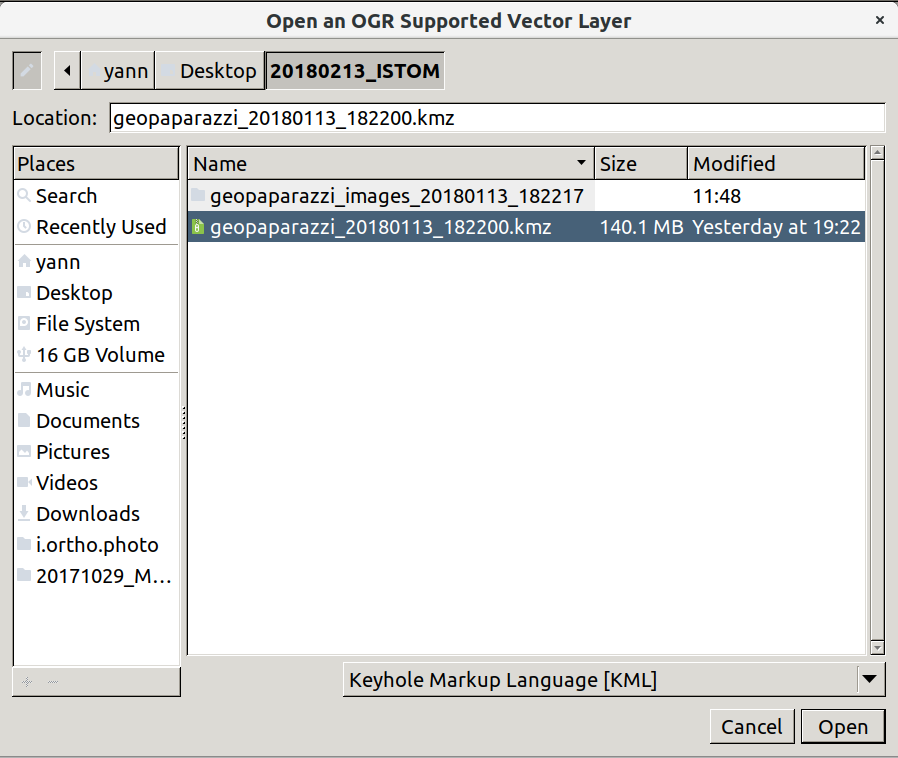 Open an OGR Supported Vector Layer ×
yann Desktop 20180213_ISTOM
Location: geopaparazzi_20180113_182200.kmz
Places
Search
Recently Used
yann
Desktop
File System
16 GB Volume
Music
Documents
Pictures
Videos
Downloads
i.ortho.photo
20171029_M...
Name Size Modified
geopaparazzi_images_20180113_182217 11:48
geopaparazzi_20180113_182200.kmz 140.1 MB Yesterday at 19:22
Keyhole Markup Language [KML]
Cancel Open